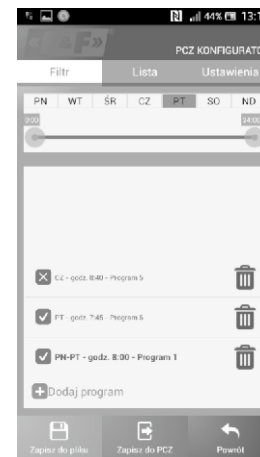 44% 13:1
«F»
PCZ KONFIGURATO
Filtr Lista Ustawienia
PN WT ŚR CZ PT SO ND
0:00 24:00
CZ - godz. 8:40 - Program 5
PT - godz. 7:45 - Program 6
PN-PT - godz. 8:00 - Program 1
Dodaj program
Zapisz do pliku Zapisz do PCZ Powrót